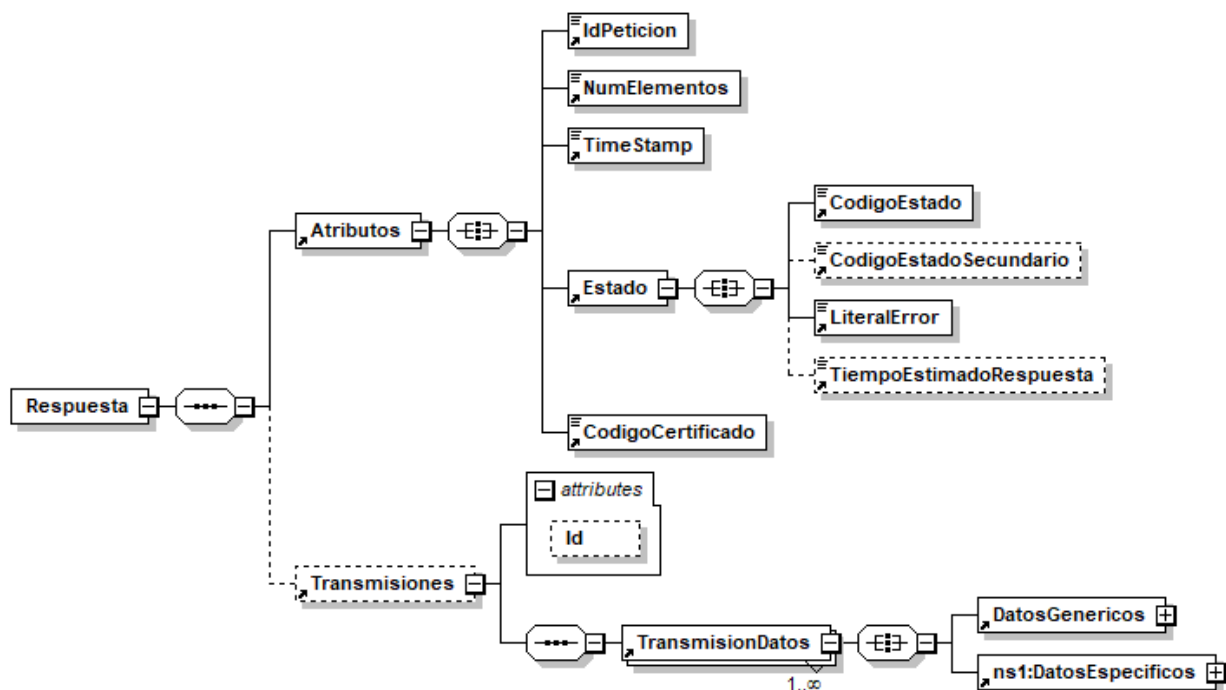 IdPeticion
NumElementos
TimeStamp
CodigoEstado
Atributos
CodigoEstadoSecundario
Estado
LiteralError
TiempoEstimadoRespuesta
Respuesta
CodigoCertificado
attributes
Id
Transmisiones
DatosGenericos
TransmisionDatos
1..∞
ns1:DatosEspecificos